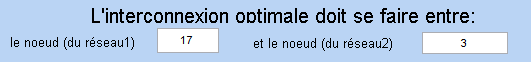 L'interconnexion optimale doit se faire entre:
le noeud (du réseau1) 17 et le noeud (du réseau2) 3